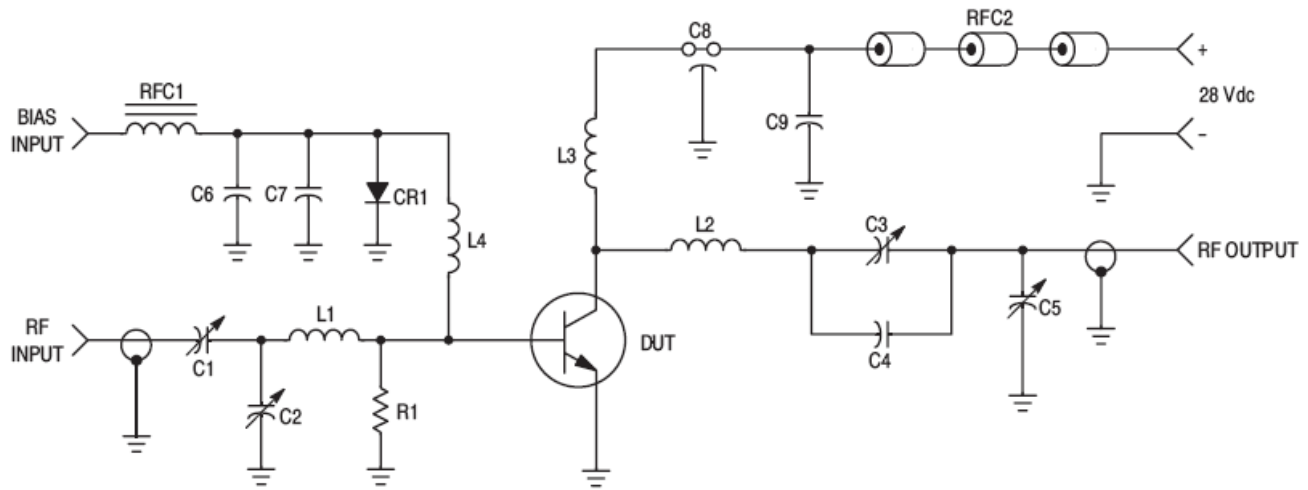 C8
RFC2
+
28 Vdc
-
C9
RFC1
BIAS
INPUT
L3
C6
C7
CR1
L4
L2
C3
RF OUTPUT
C5
C4
RF
INPUT
L1
C1
C2
R1
DUT